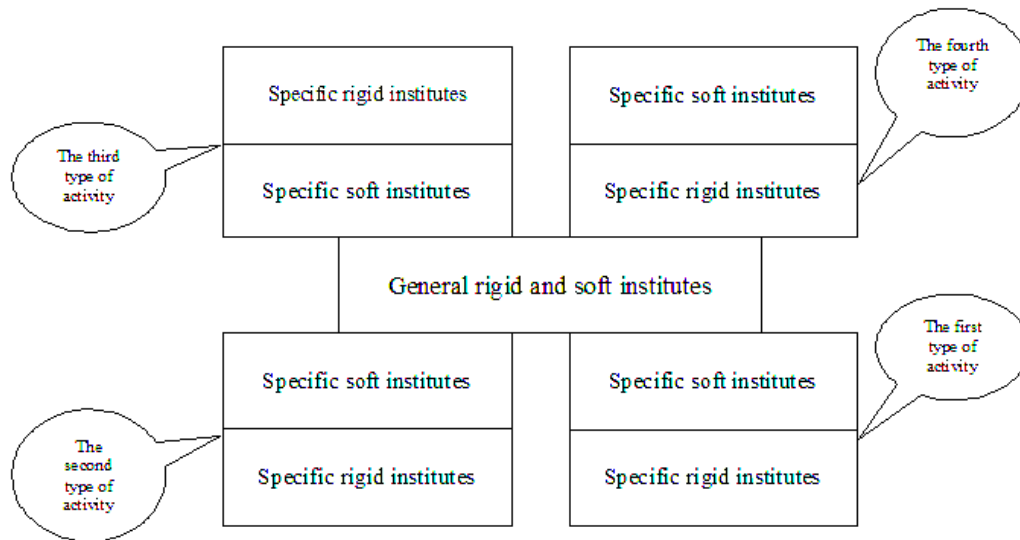 The fourth
type of
activity
Specific rigid institutes
Specific soft institutes
The third
type of
activity
Specific soft institutes
Specific rigid institutes
General rigid and soft institutes
The first
type of
activity
Specific soft institutes
Specific soft institutes
The
second
type of
activity
Specific rigid institutes
Specific rigid institutes